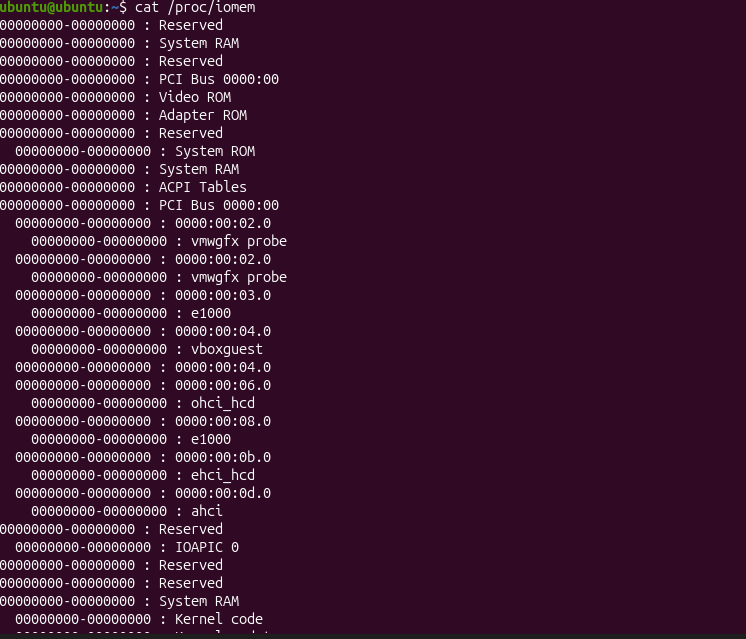 ubuntu@ubuntu:~$ cat /proc/iomem
00000000-00000000 : Reserved
00000000-00000000 : System RAM
00000000-00000000 : Reserved
00000000-00000000 : PCI Bus 0000:00
00000000-00000000 : Video ROM
00000000-00000000 : Adapter ROM
00000000-00000000 : Reserved
  00000000-00000000 : System ROM
00000000-00000000 : System RAM
00000000-00000000 : ACPI Tables
00000000-00000000 : PCI Bus 0000:00
  00000000-00000000 : 0000:00:02.0
    00000000-00000000 : vmwgfx probe
  00000000-00000000 : 0000:00:02.0
    00000000-00000000 : vmwgfx probe
  00000000-00000000 : 0000:00:03.0
    00000000-00000000 : e1000
  00000000-00000000 : 0000:00:04.0
    00000000-00000000 : vboxguest
  00000000-00000000 : 0000:00:04.0
  00000000-00000000 : 0000:00:06.0
    00000000-00000000 : ohci_hcd
  00000000-00000000 : 0000:00:08.0
    00000000-00000000 : e1000
  00000000-00000000 : 0000:00:0b.0
    00000000-00000000 : ehci_hcd
  00000000-00000000 : 0000:00:0d.0
    00000000-00000000 : ahci
00000000-00000000 : Reserved
  00000000-00000000 : IOAPIC 0
00000000-00000000 : Reserved
00000000-00000000 : Reserved
00000000-00000000 : System RAM
  00000000-00000000 : Kernel code